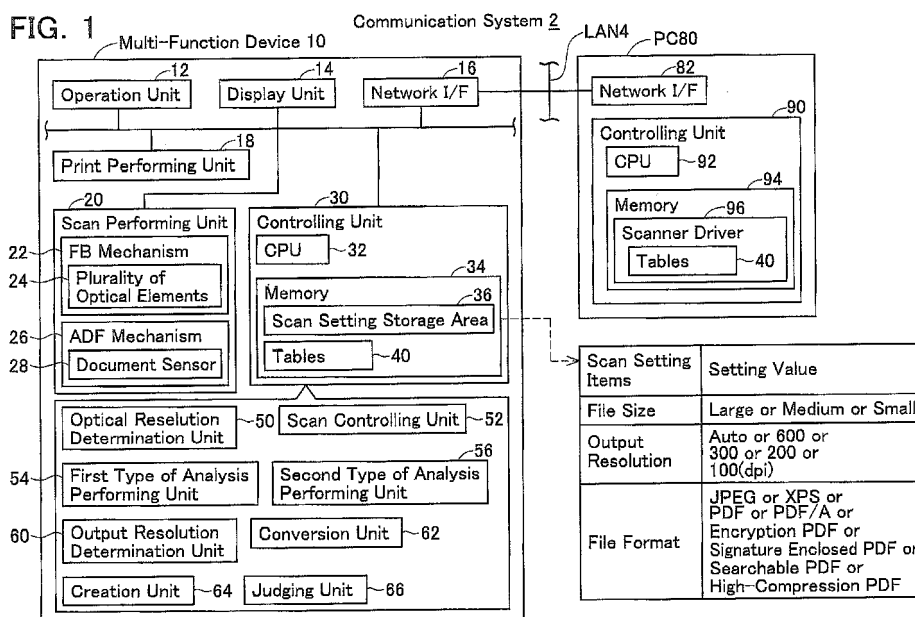 FIG. 1
Communication System 2
Multi-Function Device 10
LAN4
PC80
12
Operation Unit
14
Display Unit
16
Network I/F
82
Network I/F
18
Print Performing Unit
90
Controlling Unit
CPU
92
94
Memory
96
Scanner Driver
Tables
40
20
Scan Performing Unit
22
FB Mechanism
24
Plurality of
Optical Elements
26
ADF Mechanism
28
Document Sensor
30
Controlling Unit
CPU
32
34
Memory
36
Scan Setting Storage Area
Tables
40
Optical Reselution
Determination Unit
50
Scan Controlling Unit
52
54
First Type of Analysis
Performing Unit
56
Second Type of Analysis
Performing Unit
60
Output Resolution
Determination Unit
Conversion Unit
62
Creation Unit
64
Judging Unit
66
Scan Setting
Items
Setting Value
File Size
Large or Medium or Small
Output
Resolution
Auto or 600 or
300 or 200 or
100(dpi)
File Format
JPEG or XPS or
PDF or PDF/A or
Encryption PDF or
Signature Enclosed PDF or
Searchable PDF or
High-Compression PDF